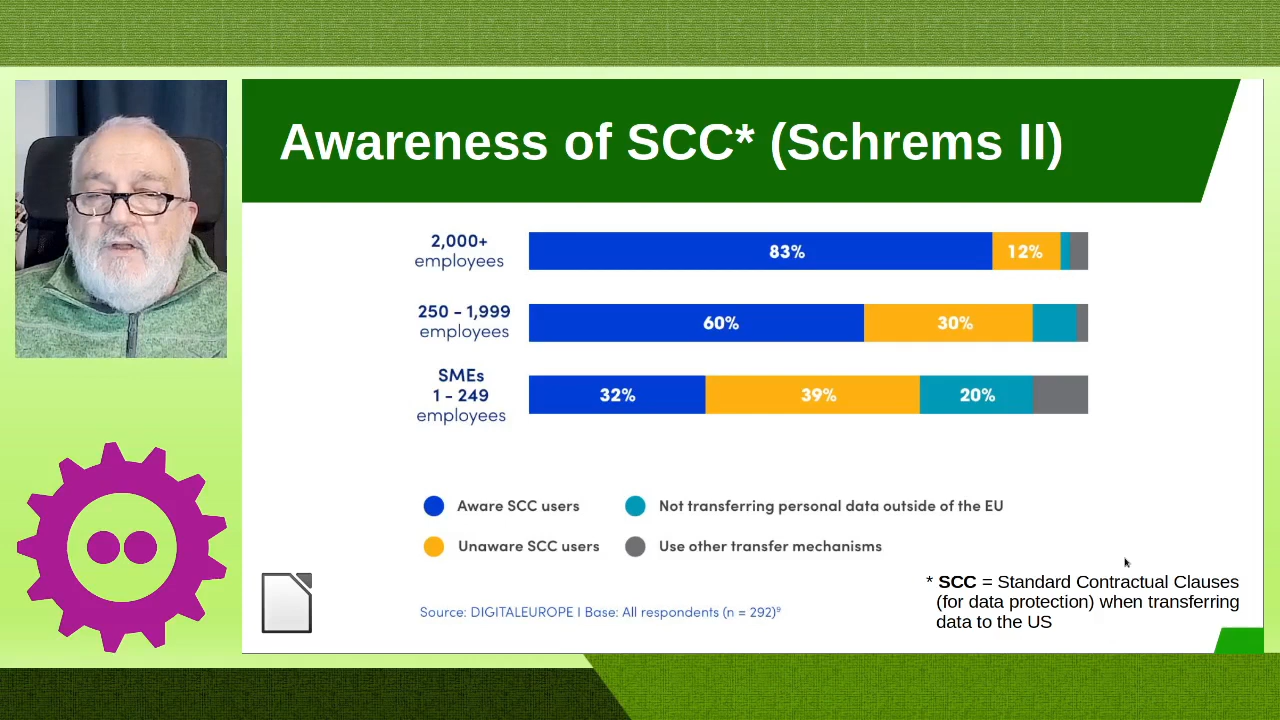 Awareness of SCC* (Schrems II)
2,000+
employees
83%
12%
250 - 1,999
employees
60%
30%
SMEs
1 - 249
employees
32%
39%
20%
Aware SCC users
Not transferring personal data outside of the EU
Unaware SCC users
Use other transfer mechanisms
* SCC = Standard Contractual Clauses
(for data protection) when transferring
data to the US
Source: DIGITALEUROPE I Base: All respondents (n = 292)⁹